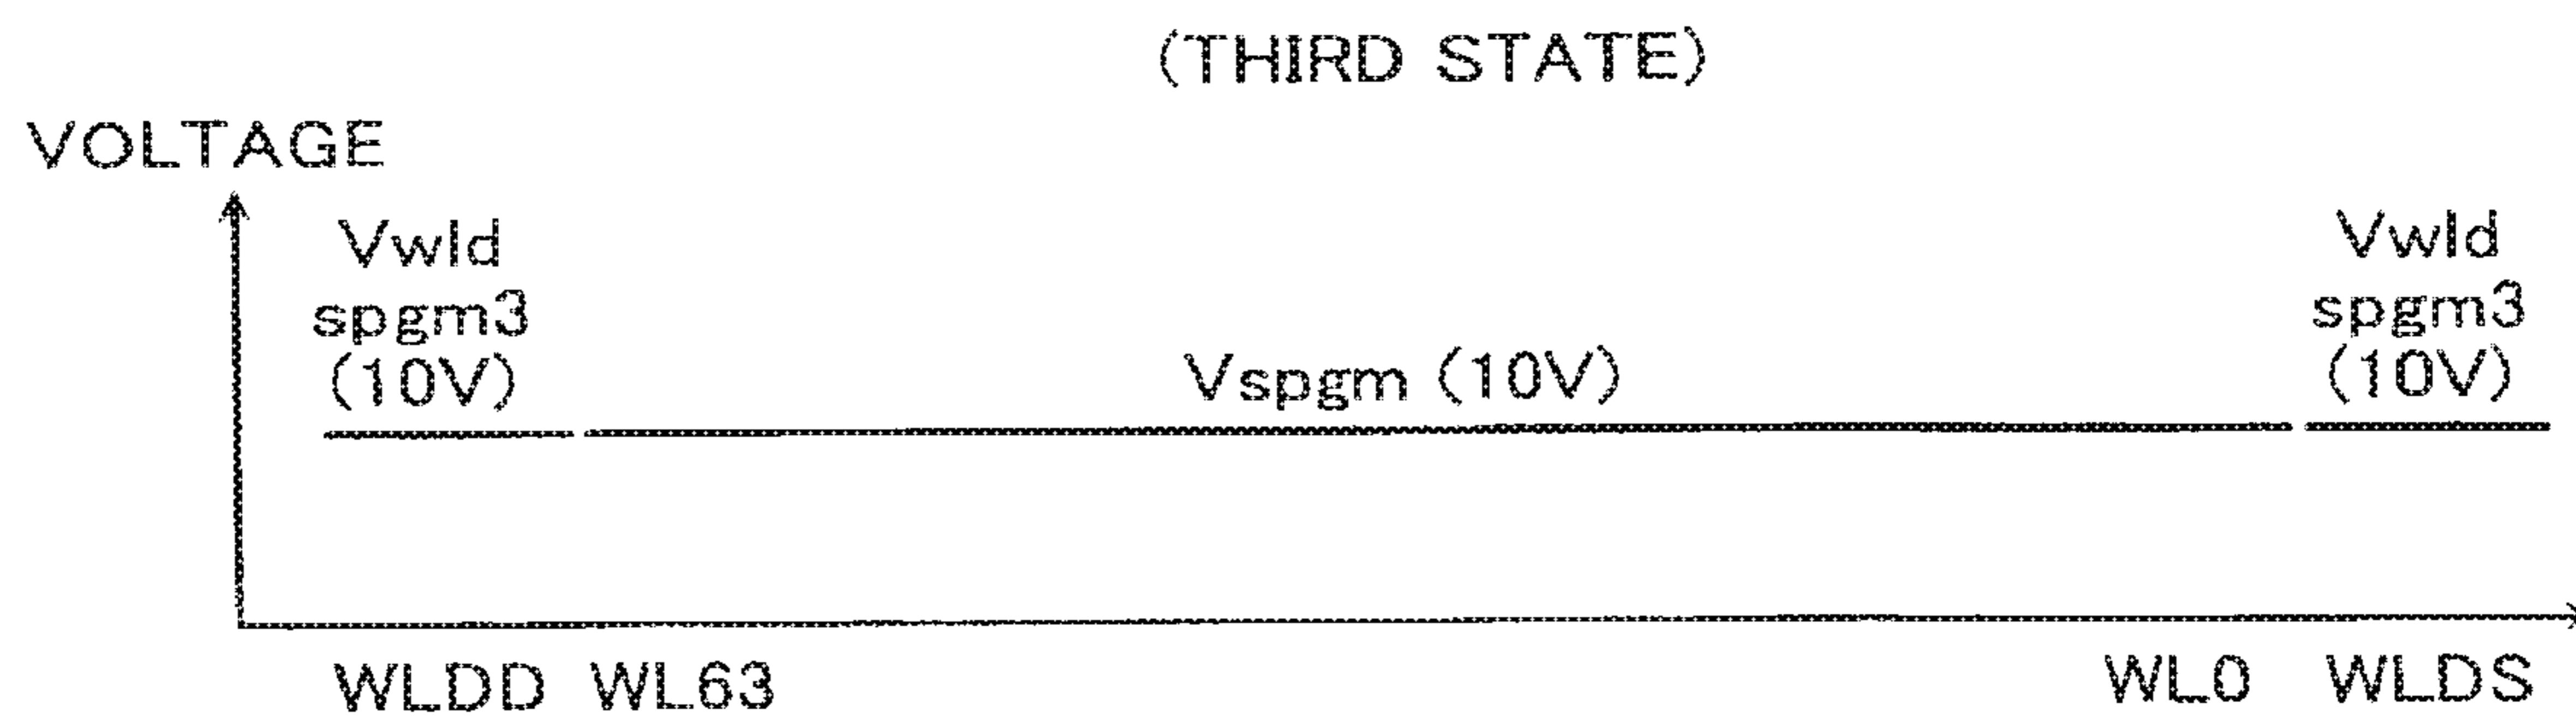 (THIRD STATE)
VOLTAGE
Vwld
spgm3
(10V)
Vspgm (10V)
Vwld
spgm3
(10V)
WLDD WL63 WL0 WLDS